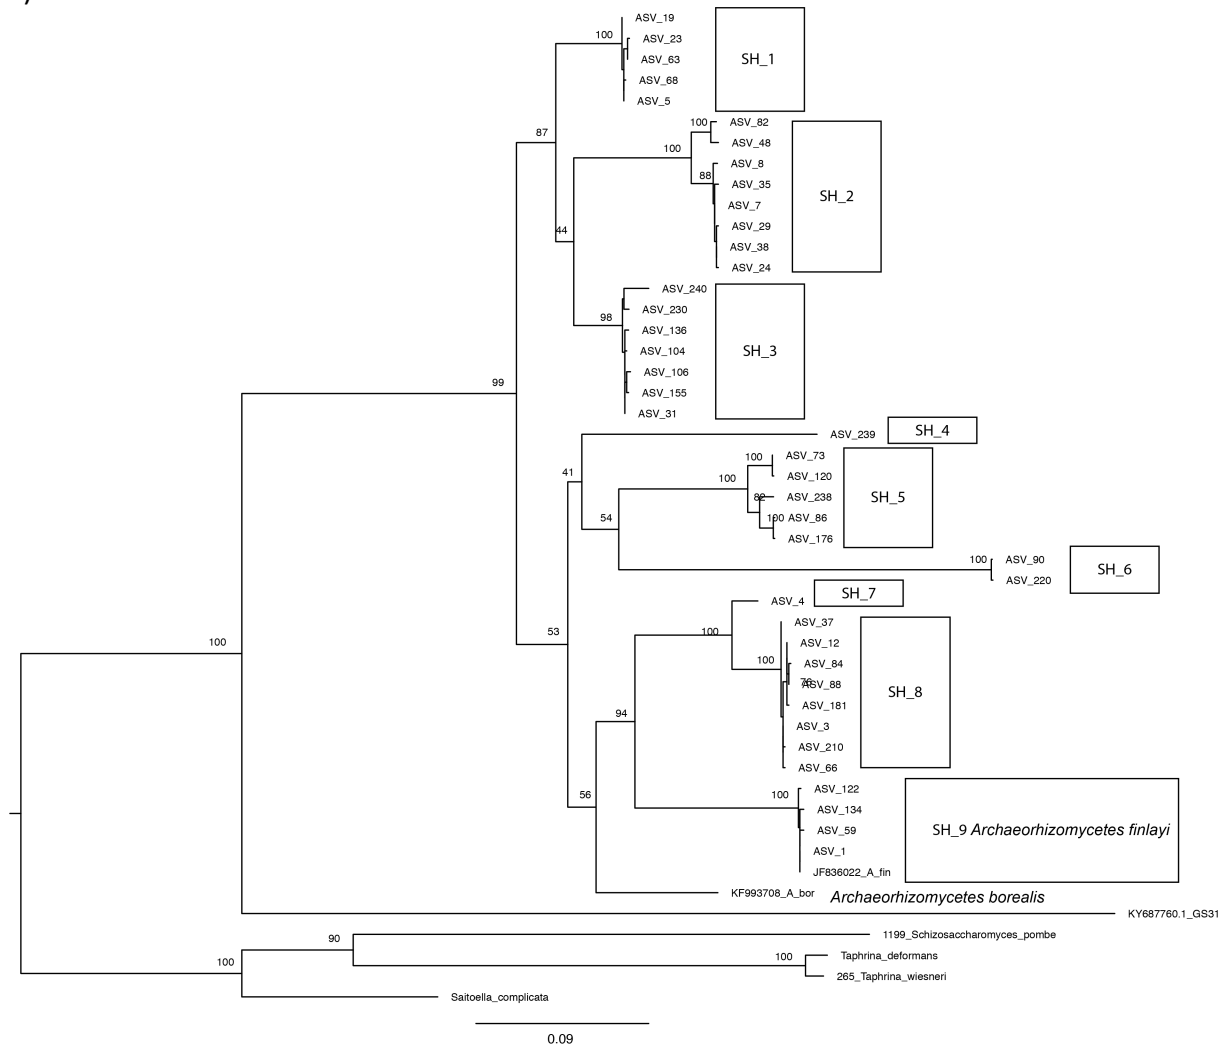 ASV_19
100
ASV_23
ASV_63
SH_1
ASV_68
ASV_5
100
ASV_82
87
ASV_48
100
ASV_8
88
ASV_35
SH_2
ASV_7
44
ASV_29
ASV_38
ASV_24
ASV_240
98
ASV_230
ASV_136
ASV_104
SH_3
ASV_106
99
ASV_155
ASV_31
ASV_239
SH_4
41
100
ASV_73
100
ASV_120
82
ASV_238
SH_5
54
100
ASV_86
ASV_176
100
ASV_90
SH_6
ASV_220
ASV_4
SH_7
53
100
ASV_37
100
ASV_12
100
ASV_84
76
ASV_88
SH_8
94
ASV_181
ASV_3
ASV_210
ASV_66
56
100
ASV_122
ASV_134
ASV_59
SH_9 Archaeorhizomycetes finlayi
ASV_1
JF836022_A_fin
KF993708_A_bor
Archaeorhizomycetes borealis
KY687760.1_GS31
90
1199_Schizosaccharomyces_pombe
100
100
Taphrina_deformans
265_Taphrina_wiesneri
Saitoella_complicata
0.09